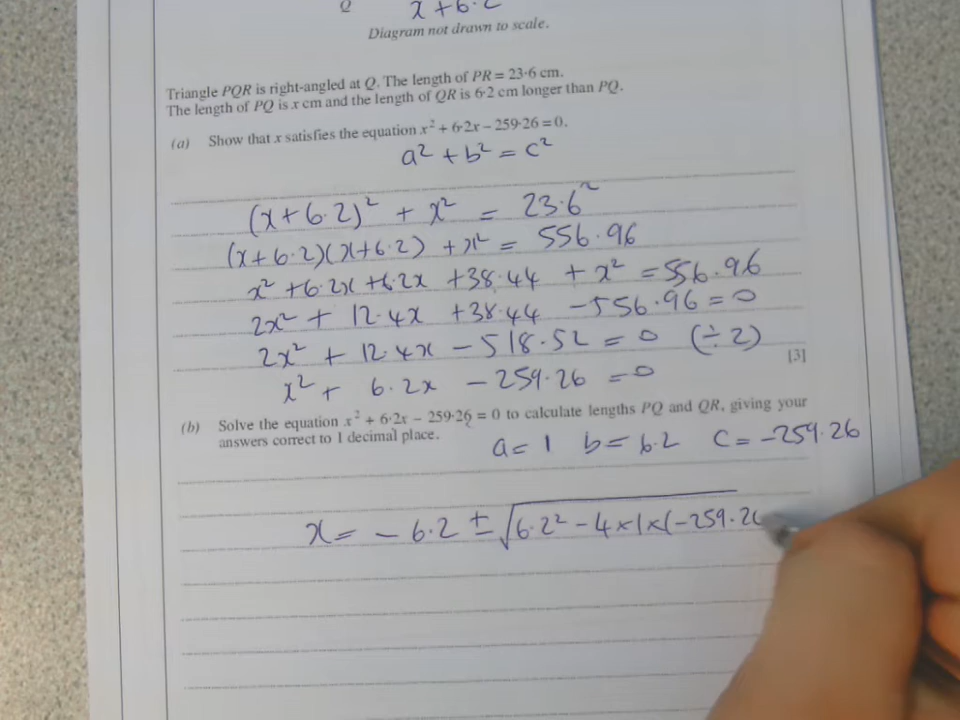 Q
x + 6.2
Diagram not drawn to scale.
Triangle PQR is right-angled at Q. The length of PR = 23·6 cm.
The length of PQ is x cm and the length of QR is 6·2 cm longer than PQ.
(a) Show that x satisfies the equation x² + 6·2x – 259·26 = 0.
a² + b² = c²
(x + 6.2)² + x² = 23.6²
(x + 6.2)(x + 6.2) + x² = 556.96
x² + 6.2x + 6.2x + 38.44 + x² = 556.96
2x² + 12.4x + 38.44 - 556.96 = 0
2x² + 12.4x - 518.52 = 0 (÷2)
[3]
x² + 6.2x - 259.26 = 0
(b) Solve the equation x² + 6·2x – 259·26 = 0 to calculate lengths PQ and QR, giving your
answers correct to 1 decimal place.
a = 1 b = 6.2 c = -259.26
x = - 6.2 ± √6.2² - 4 × 1 × (-259.26